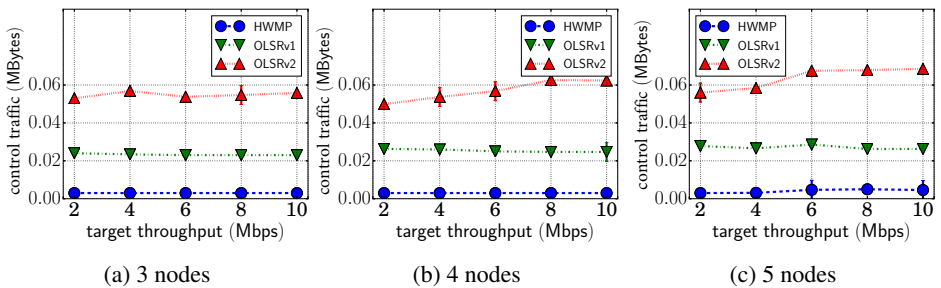 HWMP
OLSRv1
OLSRv2
control traffic (MBytes)
0.06
0.04
0.02
0.00
2 4 6 8 10
target throughput (Mbps)
(a) 3 nodes
HWMP
OLSRv1
OLSRv2
control traffic (MBytes)
0.06
0.04
0.02
0.00
2 4 6 8 10
target throughput (Mbps)
(b) 4 nodes
HWMP
OLSRv1
OLSRv2
control traffic (MBytes)
0.06
0.04
0.02
0.00
2 4 6 8 10
target throughput (Mbps)
(c) 5 nodes